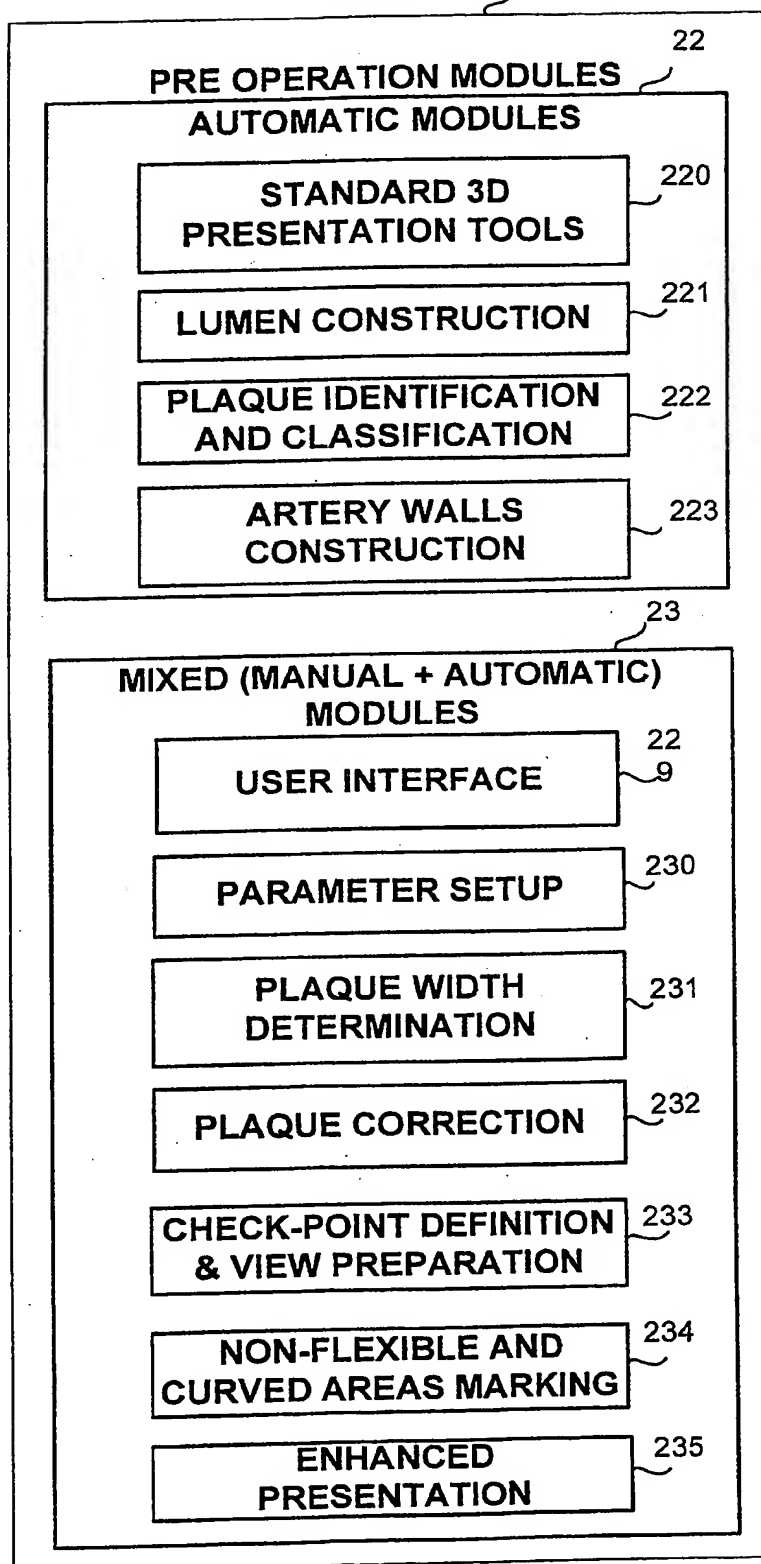 22
PRE OPERATION MODULES
AUTOMATIC MODULES
STANDARD 3D
PRESENTATION TOOLS
220
LUMEN CONSTRUCTION
221
PLAQUE IDENTIFICATION
AND CLASSIFICATION
222
ARTERY WALLS
CONSTRUCTION
223
23
MIXED (MANUAL + AUTOMATIC)
MODULES
USER INTERFACE
22
9
PARAMETER SETUP
230
PLAQUE WIDTH
DETERMINATION
231
PLAQUE CORRECTION
232
CHECK-POINT DEFINITION
& VIEW PREPARATION
233
NON-FLEXIBLE AND
CURVED AREAS MARKING
234
ENHANCED
PRESENTATION
235